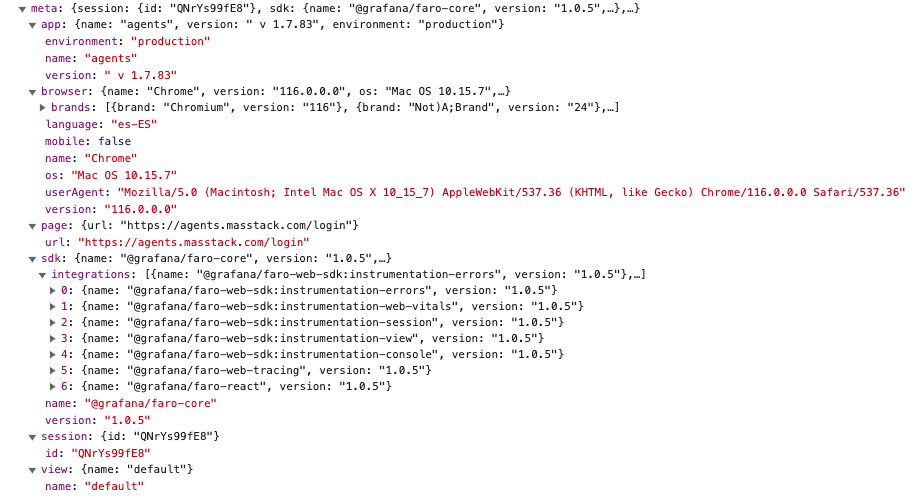 meta: {session: {id: "QNrYs99fE8"}, sdk: {name: "@grafana/faro-core", version: "1.0.5",…},…}
app: {name: "agents", version: " v 1.7.83", environment: "production"}
environment: "production"
name: "agents"
version: " v 1.7.83"
browser: {name: "Chrome", version: "116.0.0.0", os: "Mac OS 10.15.7",…}
brands: [{brand: "Chromium", version: "116"}, {brand: "Not)A;Brand", version: "24"},…]
language: "es-ES"
mobile: false
name: "Chrome"
os: "Mac OS 10.15.7"
userAgent: "Mozilla/5.0 (Macintosh; Intel Mac OS X 10_15_7) AppleWebKit/537.36 (KHTML, like Gecko) Chrome/116.0.0.0 Safari/537.36"
version: "116.0.0.0"
page: {url: "https://agents.masstack.com/login"}
url: "https://agents.masstack.com/login"
sdk: {name: "@grafana/faro-core", version: "1.0.5",…}
integrations: [{name: "@grafana/faro-web-sdk:instrumentation-errors", version: "1.0.5"},…]
0: {name: "@grafana/faro-web-sdk:instrumentation-errors", version: "1.0.5"}
1: {name: "@grafana/faro-web-sdk:instrumentation-web-vitals", version: "1.0.5"}
2: {name: "@grafana/faro-web-sdk:instrumentation-session", version: "1.0.5"}
3: {name: "@grafana/faro-web-sdk:instrumentation-view", version: "1.0.5"}
4: {name: "@grafana/faro-web-sdk:instrumentation-console", version: "1.0.5"}
5: {name: "@grafana/faro-web-tracing", version: "1.0.5"}
6: {name: "@grafana/faro-react", version: "1.0.5"}
name: "@grafana/faro-core"
version: "1.0.5"
session: {id: "QNrYs99fE8"}
id: "QNrYs99fE8"
view: {name: "default"}
name: "default"